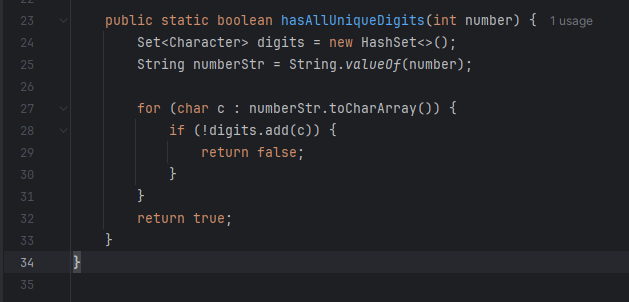 23 public static boolean hasAllUniqueDigits(int number) { 1 usage
24 Set<Character> digits = new HashSet<>();
25 String numberStr = String.valueOf(number);
26
27 for (char c : numberStr.toCharArray()) {
28 if (!digits.add(c)) {
29 return false;
30 }
31 }
32 return true;
33 }
34 }
35